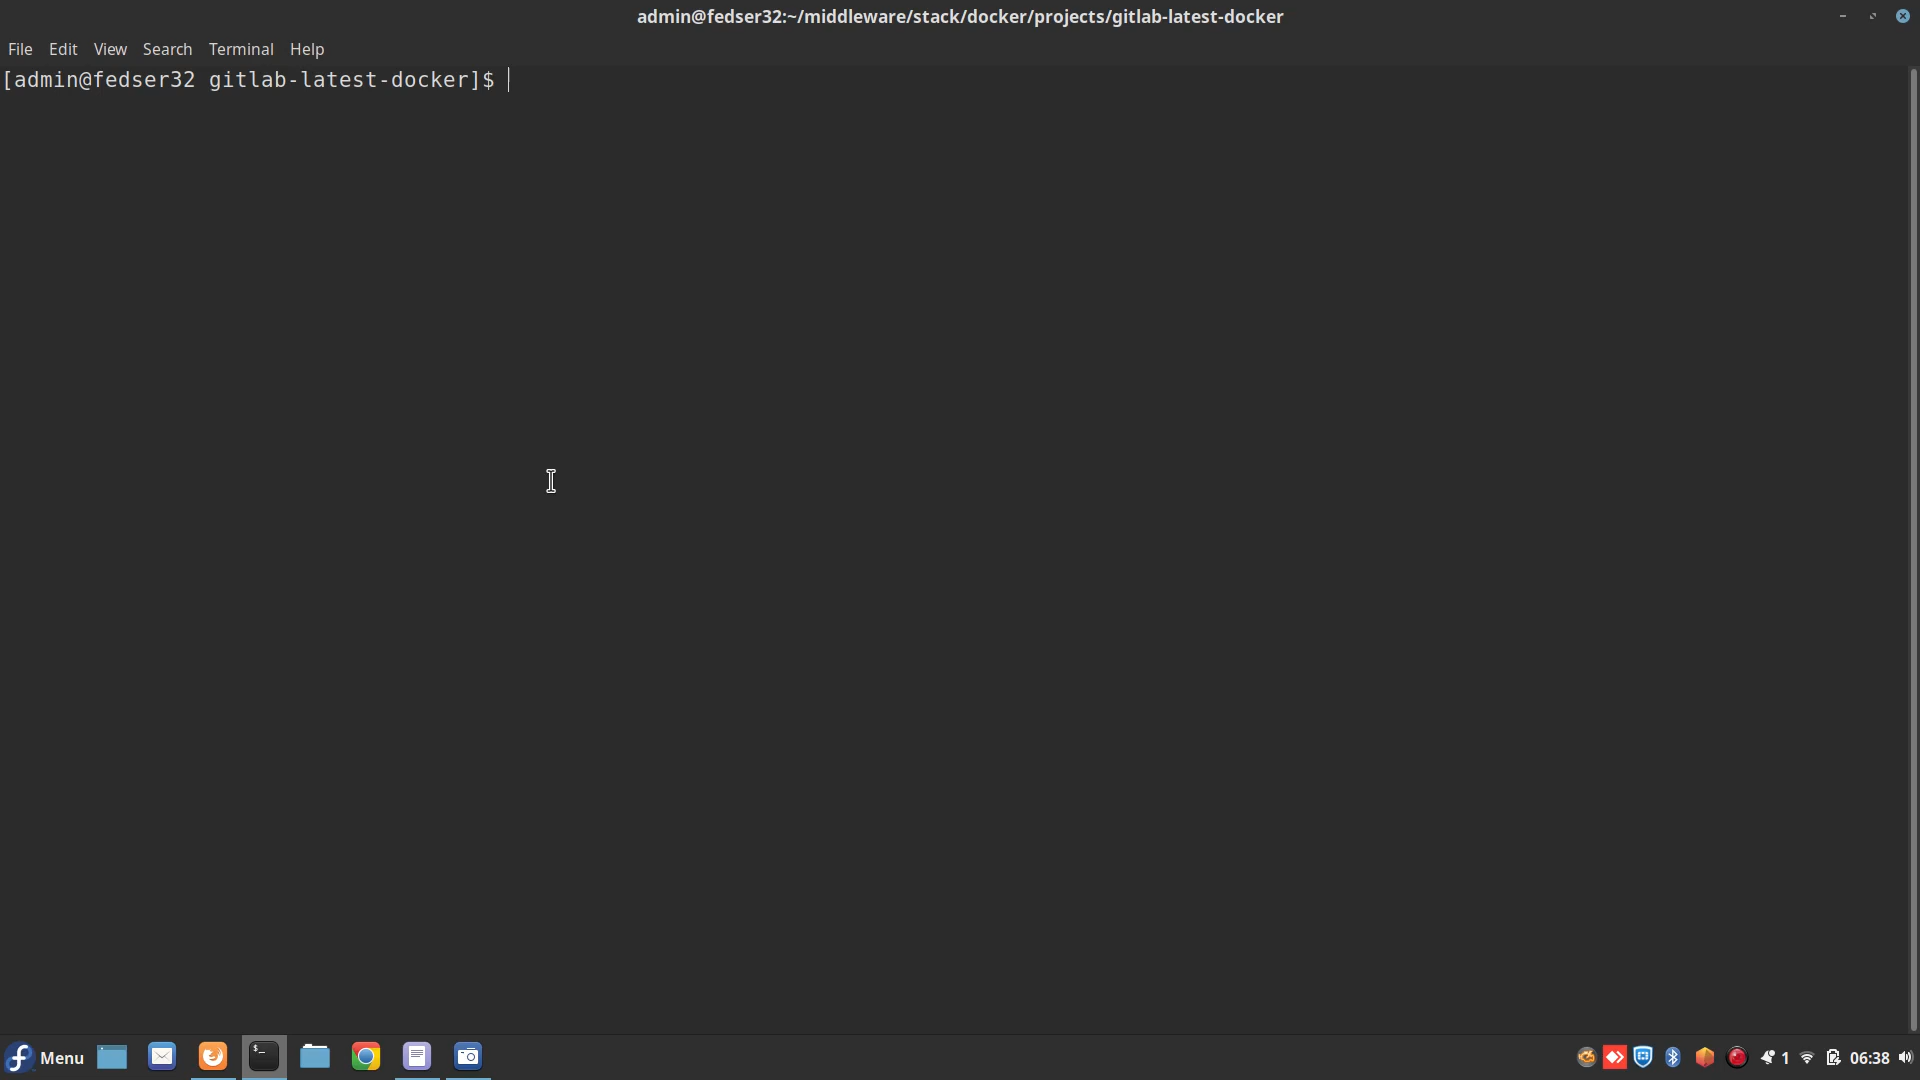 admin@fedser32:~/middleware/stack/docker/projects/gitlab-latest-docker
File Edit View Search Terminal Help
[admin@fedser32 gitlab-latest-docker]$
Menu 1 06:38